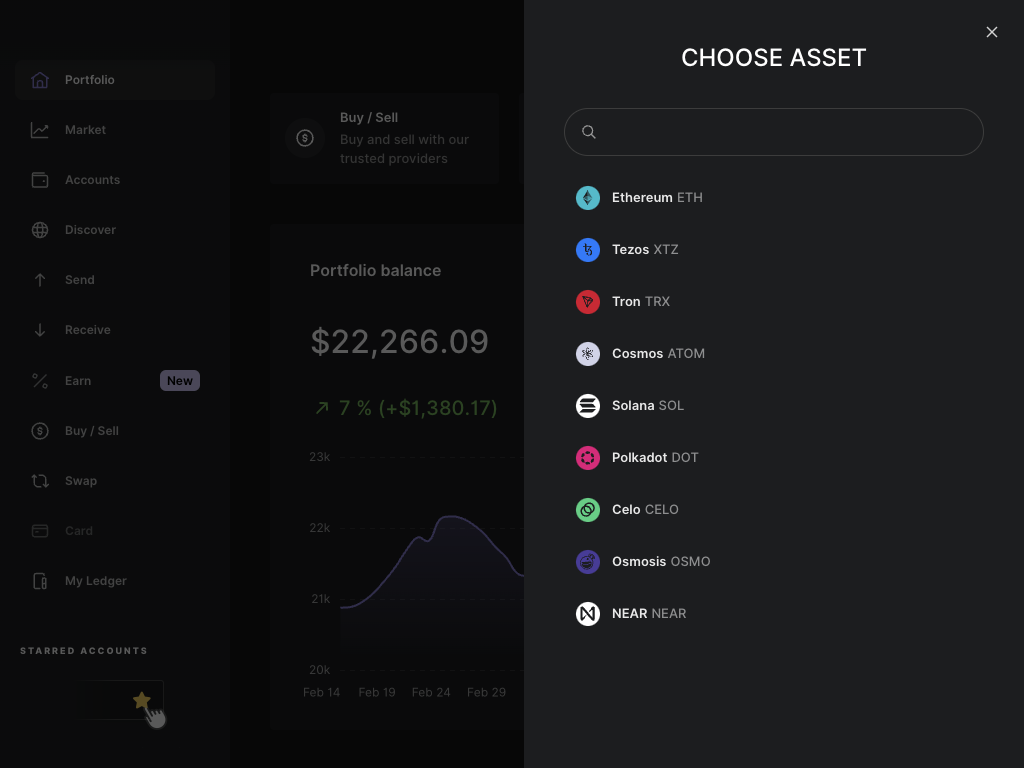 Portfolio
Market
Accounts
Discover
Send
Receive
Earn New
Buy / Sell
Swap
Card
My Ledger
STARRED ACCOUNTS
Buy / Sell
Buy and sell with our
trusted providers
Portfolio balance
$22,266.09
7 % (+$1,380.17)
23k
22k
21k
20k
Feb 14 Feb 19 Feb 24 Feb 29
CHOOSE ASSET
Ethereum ETH
Tezos XTZ
Tron TRX
Cosmos ATOM
Solana SOL
Polkadot DOT
Celo CELO
Osmosis OSMO
NEAR NEAR